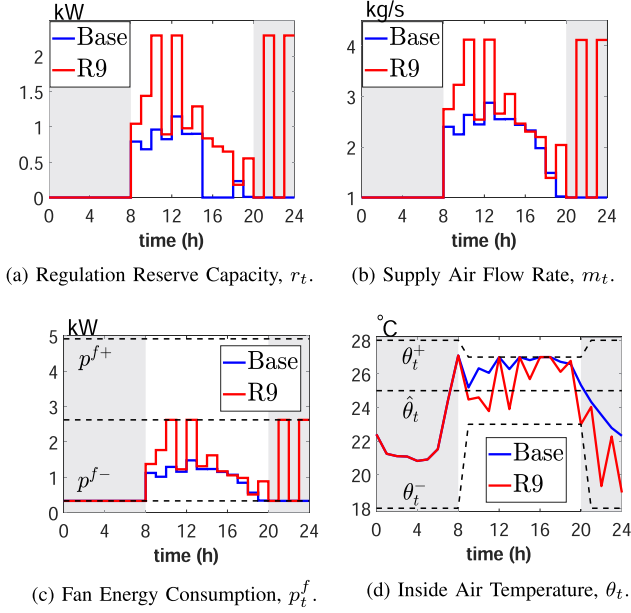 kW
2
1.5
1
0.5
0
Base
R9
0 4 8 12 16 20 24
time (h)
(a) Regulation Reserve Capacity, r_t.
kg/s
4
3
2
1
Base
R9
0 4 8 12 16 20 24
time (h)
(b) Supply Air Flow Rate, m_t.
kW
5
4
3
2
1
0
p^{f+}
p^{f−}
Base
R9
0 4 8 12 16 20 24
time (h)
(c) Fan Energy Consumption, p_t^f.
°C
28
26
24
22
20
18
θ_t^+
θ̂_t
θ_t^−
Base
R9
0 4 8 12 16 20 24
time (h)
(d) Inside Air Temperature, θ_t.